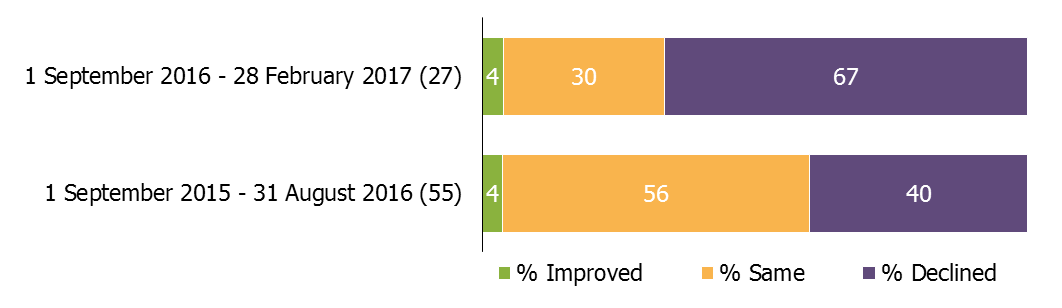 1 September 2016 - 28 February 2017 (27) 4 30 67
1 September 2015 - 31 August 2016 (55) 4 56 40
% Improved % Same % Declined